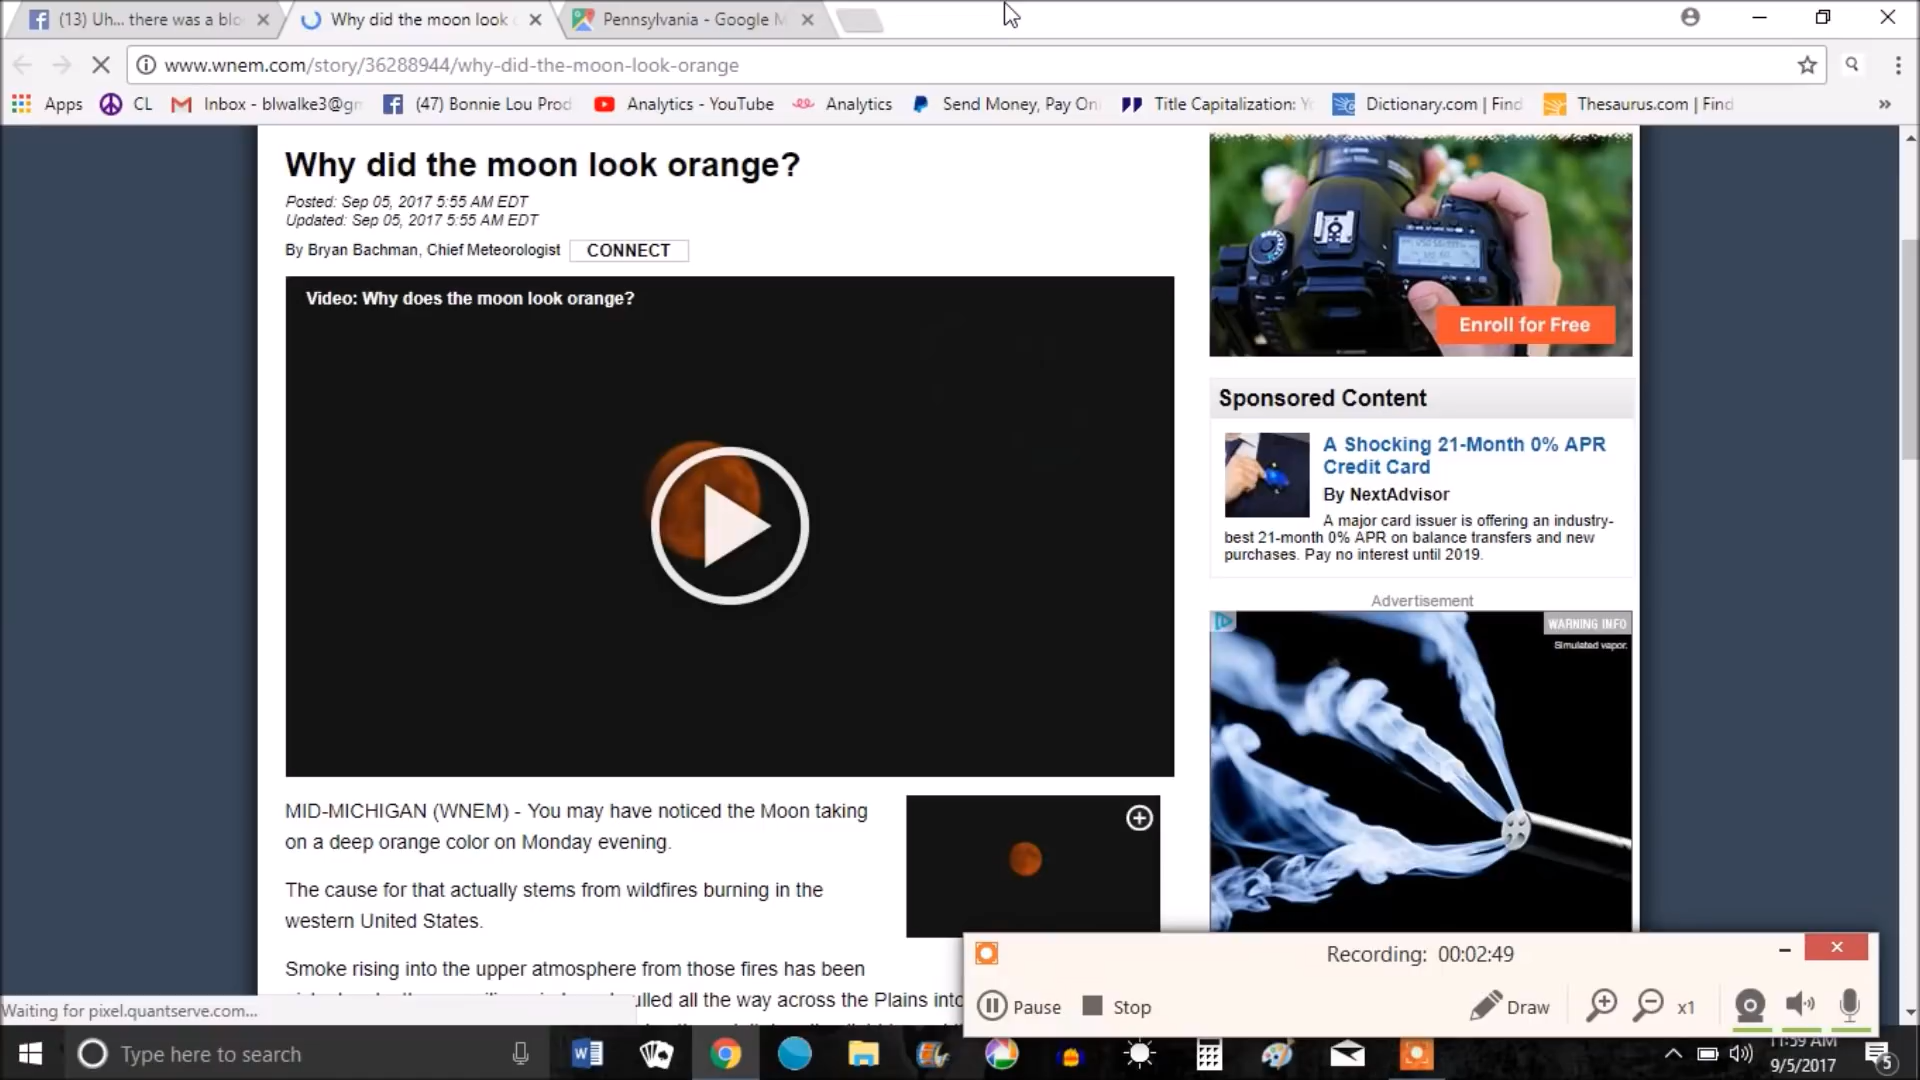 (13) Uh... there was a blo
Why did the moon look
Pennsylvania - Google M
www.wnem.com/story/36288944/why-did-the-moon-look-orange
Apps
CL
Inbox - blwalke3@gm
(47) Bonnie Lou Prod
Analytics - YouTube
Analytics
Send Money, Pay On
Title Capitalization: Yo
Dictionary.com | Find
Thesaurus.com | Find
»
Why did the moon look orange?
Posted: Sep 05, 2017 5:55 AM EDT
Updated: Sep 05, 2017 5:55 AM EDT
By Bryan Bachman, Chief Meteorologist
CONNECT
Video: Why does the moon look orange?
MID-MICHIGAN (WNEM) - You may have noticed the Moon taking
on a deep orange color on Monday evening.
The cause for that actually stems from wildfires burning in the
western United States.
Smoke rising into the upper atmosphere from those fires has been
ulled all the way across the Plains into
Enroll for Free
Sponsored Content
A Shocking 21-Month 0% APR
Credit Card
By NextAdvisor
A major card issuer is offering an industry-
best 21-month 0% APR on balance transfers and new
purchases. Pay no interest until 2019.
Advertisement
WARNING INFO
Simulated vapor.
Recording: 00:02:49
Pause
Stop
Draw
x1
Waiting for pixel.quantserve.com...
Type here to search
11:59 AM
9/5/2017
5